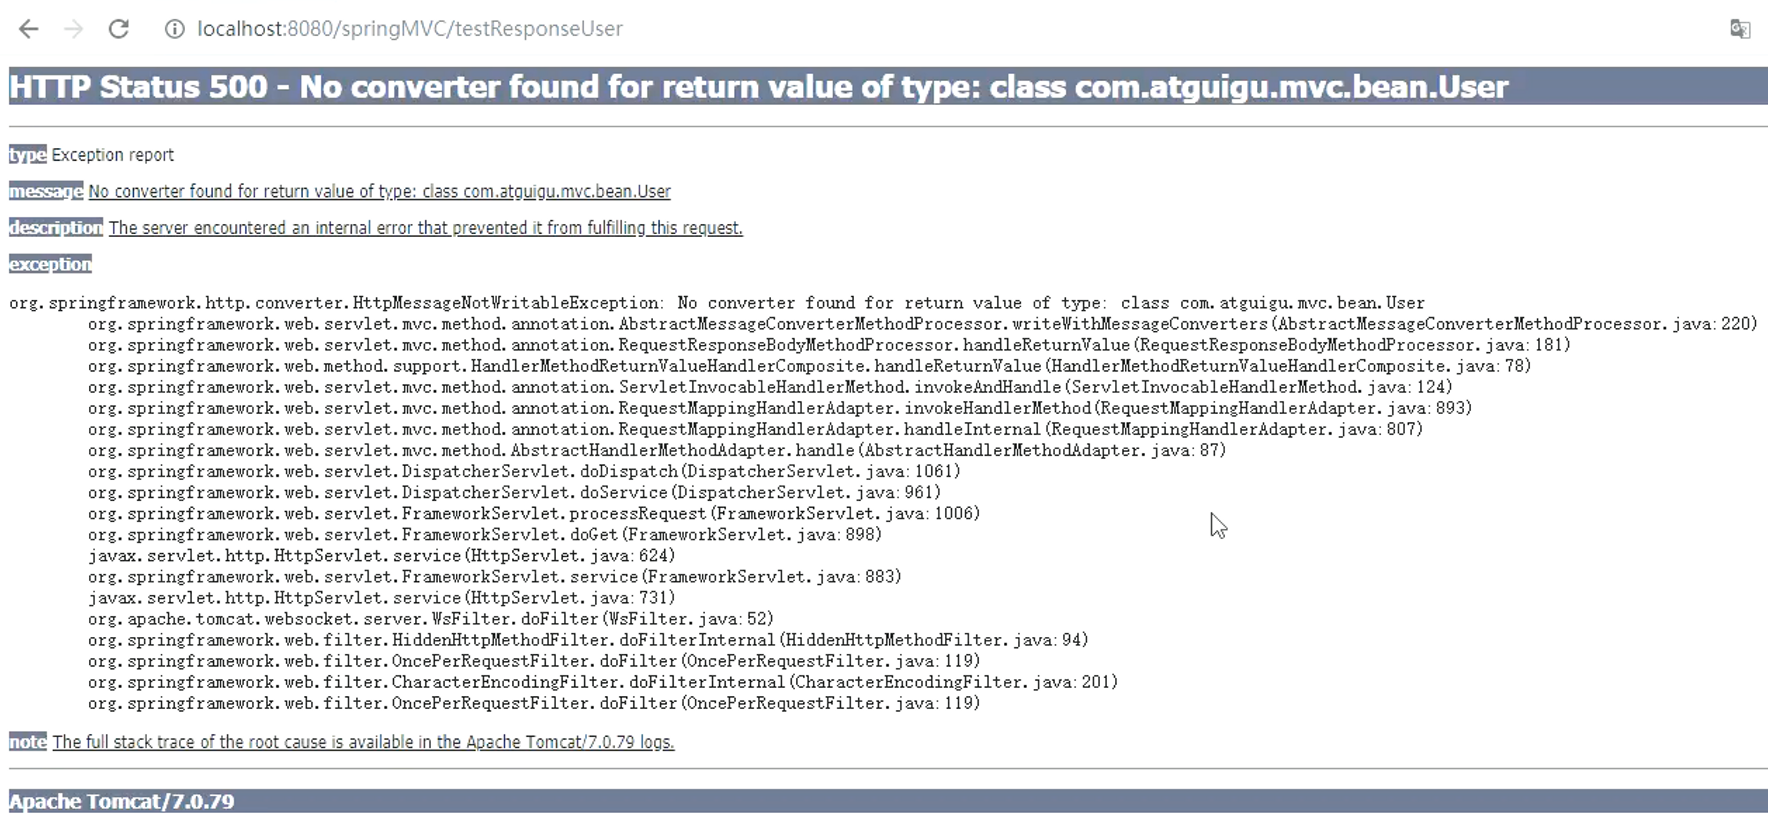 localhost:8080/springMVC/testResponseUser
HTTP Status 500 - No converter found for return value of type: class com.atguigu.mvc.bean.User
type Exception report
message No converter found for return value of type: class com.atguigu.mvc.bean.User
description The server encountered an internal error that prevented it from fulfilling this request.
exception
org.springframework.http.converter.HttpMessageNotWritableException: No converter found for return value of type: class com.atguigu.mvc.bean.User
org.springframework.web.servlet.mvc.method.annotation.AbstractMessageConverterMethodProcessor.writeWithMessageConverters(AbstractMessageConverterMethodProcessor.java:220)
org.springframework.web.servlet.mvc.method.annotation.RequestResponseBodyMethodProcessor.handleReturnValue(RequestResponseBodyMethodProcessor.java:181)
org.springframework.web.method.support.HandlerMethodReturnValueHandlerComposite.handleReturnValue(HandlerMethodReturnValueHandlerComposite.java:78)
org.springframework.web.servlet.mvc.method.annotation.ServletInvocableHandlerMethod.invokeAndHandle(ServletInvocableHandlerMethod.java:124)
org.springframework.web.servlet.mvc.method.annotation.RequestMappingHandlerAdapter.invokeHandlerMethod(RequestMappingHandlerAdapter.java:893)
org.springframework.web.servlet.mvc.method.annotation.RequestMappingHandlerAdapter.handleInternal(RequestMappingHandlerAdapter.java:807)
org.springframework.web.servlet.mvc.method.AbstractHandlerMethodAdapter.handle(AbstractHandlerMethodAdapter.java:87)
org.springframework.web.servlet.DispatcherServlet.doDispatch(DispatcherServlet.java:1061)
org.springframework.web.servlet.DispatcherServlet.doService(DispatcherServlet.java:961)
org.springframework.web.servlet.FrameworkServlet.processRequest(FrameworkServlet.java:1006)
org.springframework.web.servlet.FrameworkServlet.doGet(FrameworkServlet.java:898)
javax.servlet.http.HttpServlet.service(HttpServlet.java:624)
org.springframework.web.servlet.FrameworkServlet.service(FrameworkServlet.java:883)
javax.servlet.http.HttpServlet.service(HttpServlet.java:731)
org.apache.tomcat.websocket.server.WsFilter.doFilter(WsFilter.java:52)
org.springframework.web.filter.HiddenHttpMethodFilter.doFilterInternal(HiddenHttpMethodFilter.java:94)
org.springframework.web.filter.OncePerRequestFilter.doFilter(OncePerRequestFilter.java:119)
org.springframework.web.filter.CharacterEncodingFilter.doFilterInternal(CharacterEncodingFilter.java:201)
org.springframework.web.filter.OncePerRequestFilter.doFilter(OncePerRequestFilter.java:119)
note The full stack trace of the root cause is available in the Apache Tomcat/7.0.79 logs.
Apache Tomcat/7.0.79